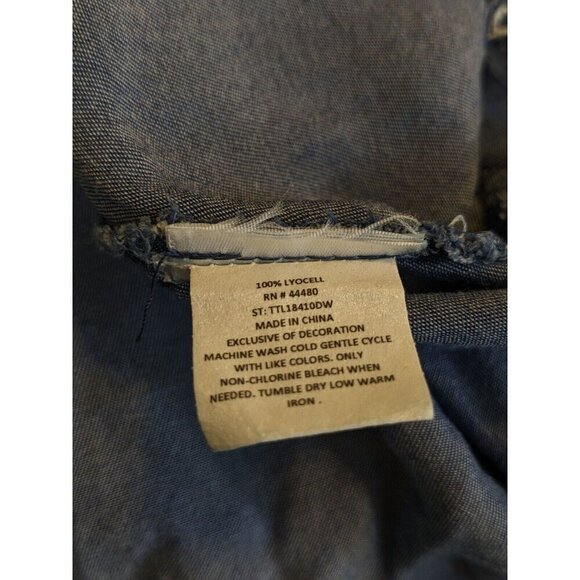 100% LYOCELL
RN # 44480
ST: TTL18410DW
MADE IN CHINA
EXCLUSIVE OF DECORATION
MACHINE WASH COLD GENTLE CYCLE
WITH LIKE COLORS. ONLY
NON-CHLORINE BLEACH WHEN
NEEDED. TUMBLE DRY LOW WARM
IRON .